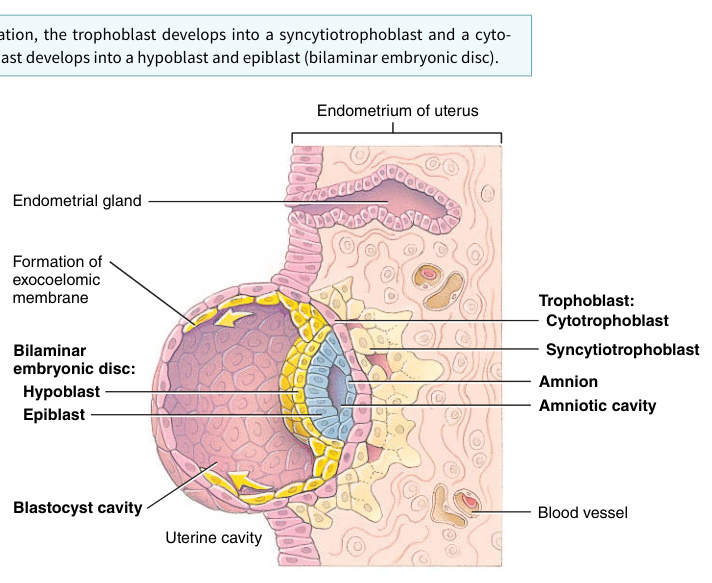 ation, the trophoblast develops into a syncytiotrophoblast and a cyto-
ast develops into a hypoblast and epiblast (bilaminar embryonic disc).
Endometrium of uterus
Endometrial gland
Formation of
exocoelomic
membrane
Bilaminar
embryonic disc:
Hypoblast
Epiblast
Blastocyst cavity
Uterine cavity
Trophoblast:
Cytotrophoblast
Syncytiotrophoblast
Amnion
Amniotic cavity
Blood vessel